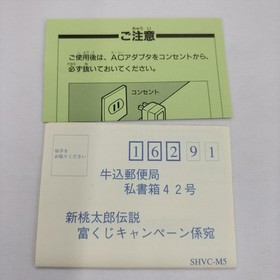 ご注意
ご使用後は、ACアダプタをコンセントから、
必ず抜いておいてください。
コンセント
切手を
お貼りください
16291
牛込郵便局
私書箱42号
新桃太郎伝説
富くじキャンペーン係宛
SHVC-M5